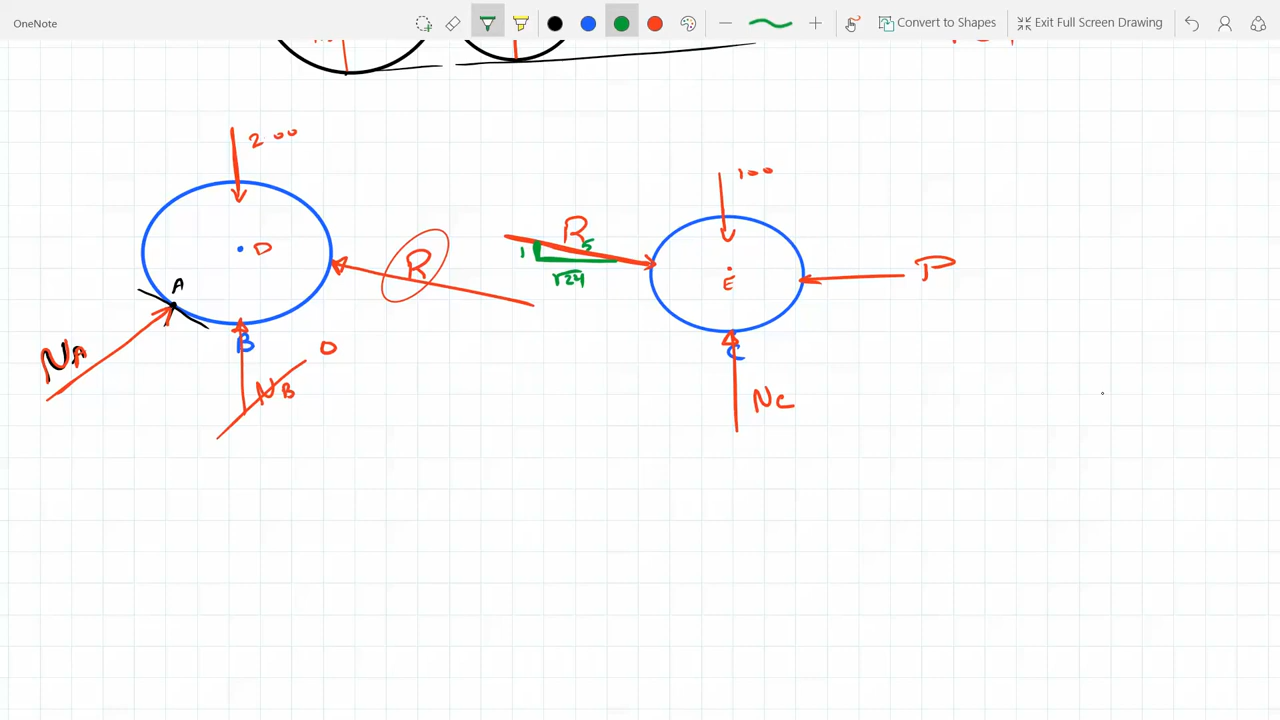 OneNote
Convert to Shapes
Exit Full Screen Drawing
200
100
D
R
R
1
5
√24
E
P
A
NA
B
O
NB
C
NC